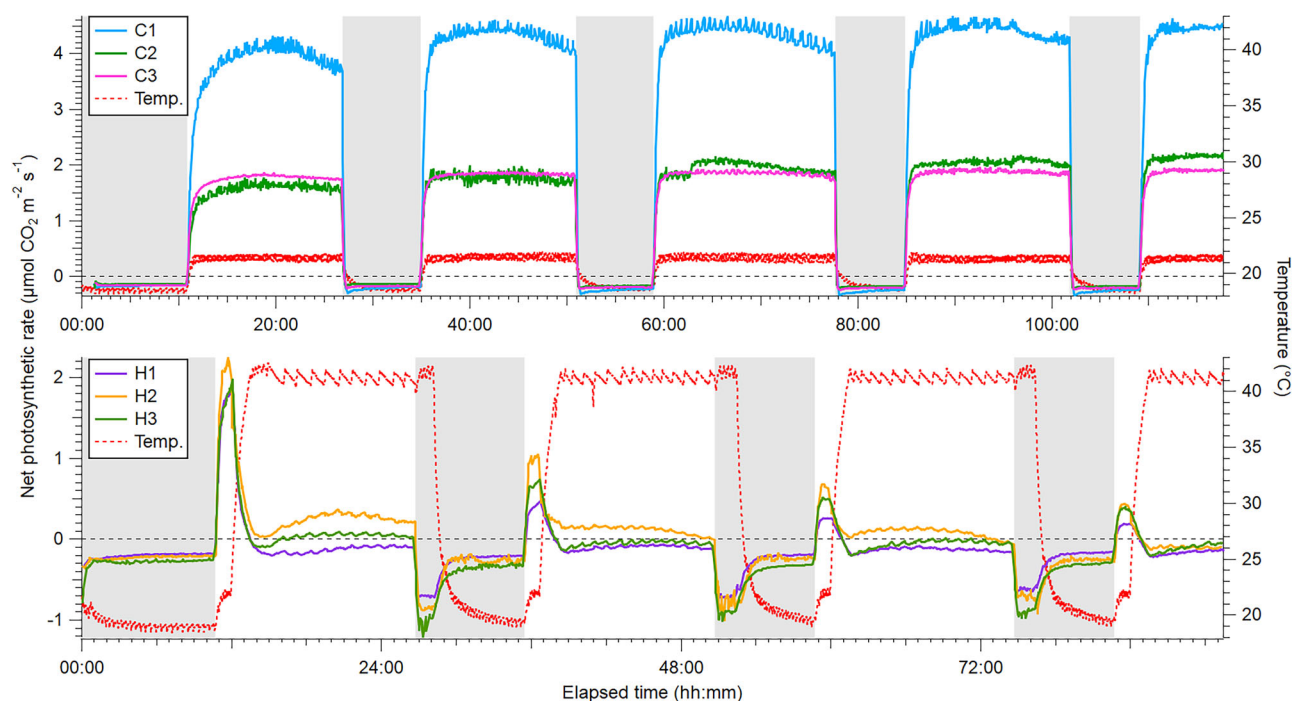 C1
C2
C3
Temp.
4
3
2
1
0
40
35
30
25
20
00:00
20:00
40:00
60:00
80:00
100:00
Net photosynthetic rate (μmol CO2 m-2 s-1)
Temperature (°C)
H1
H2
H3
Temp.
2
1
0
-1
40
35
30
25
20
00:00
24:00
48:00
72:00
Elapsed time (hh:mm)